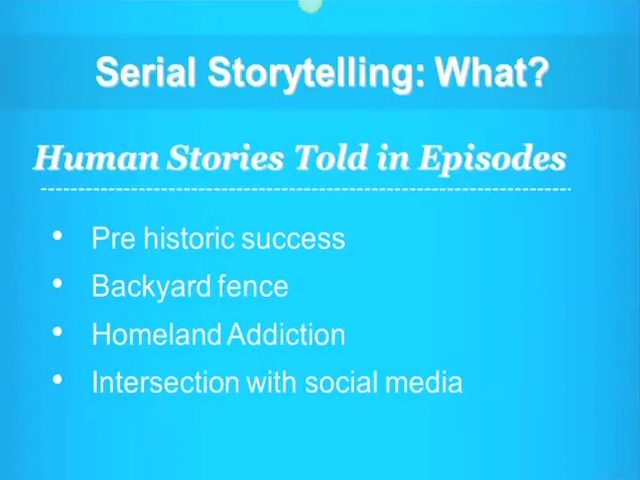 Serial Storytelling: What?
Human Stories Told in Episodes
• Pre historic success
• Backyard fence
• Homeland Addiction
• Intersection with social media